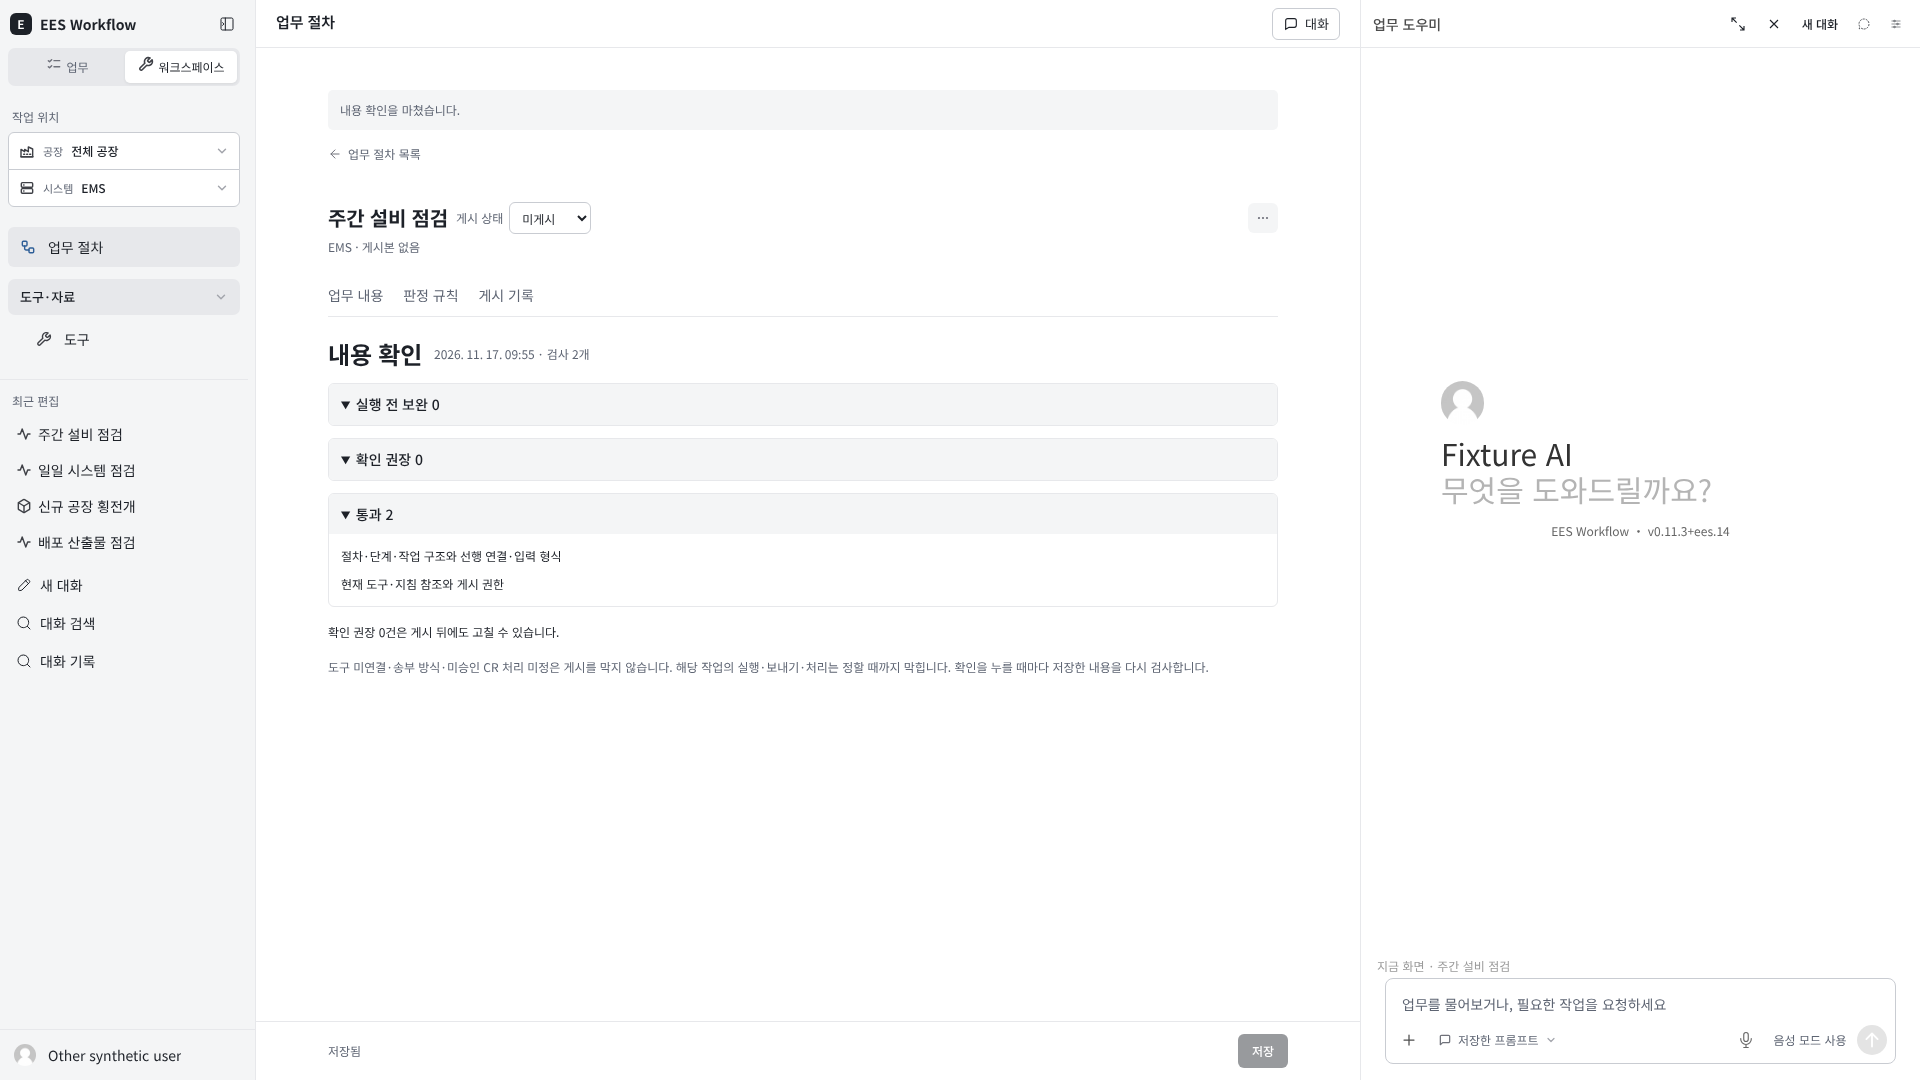 E EES Workflow
업무 워크스페이스
작업 위치
공장 전체 공장
시스템 EMS
업무 절차
도구·자료
도구
최근 편집
주간 설비 점검
일일 시스템 점검
신규 공장 횡전개
배포 산출물 점검
새 대화
대화 검색
대화 기록
Other synthetic user
업무 절차
대화
내용 확인을 마쳤습니다.
← 업무 절차 목록
주간 설비 점검 게시 상태 미게시
EMS · 게시본 없음
업무 내용 판정 규칙 게시 기록
내용 확인 2026. 11. 17. 09:55 · 검사 2개
▼ 실행 전 보완 0
▼ 확인 권장 0
▼ 통과 2
절차·단계·작업 구조와 선행 연결·입력 형식
현재 도구·지침 참조와 게시 권한
확인 권장 0건은 게시 뒤에도 고칠 수 있습니다.
도구 미연결·송부 방식·미승인 CR 처리 미정은 게시를 막지 않습니다. 해당 작업의 실행·보내기·처리는 정할 때까지 막힙니다. 확인을 누를 때마다 저장한 내용을 다시 검사합니다.
저장됨
저장
업무 도우미
새 대화
Fixture AI
무엇을 도와드릴까요?
EES Workflow • v0.11.3+ees.14
지금 화면 · 주간 설비 점검
업무를 물어보거나, 필요한 작업을 요청하세요
저장한 프롬프트
음성 모드 사용